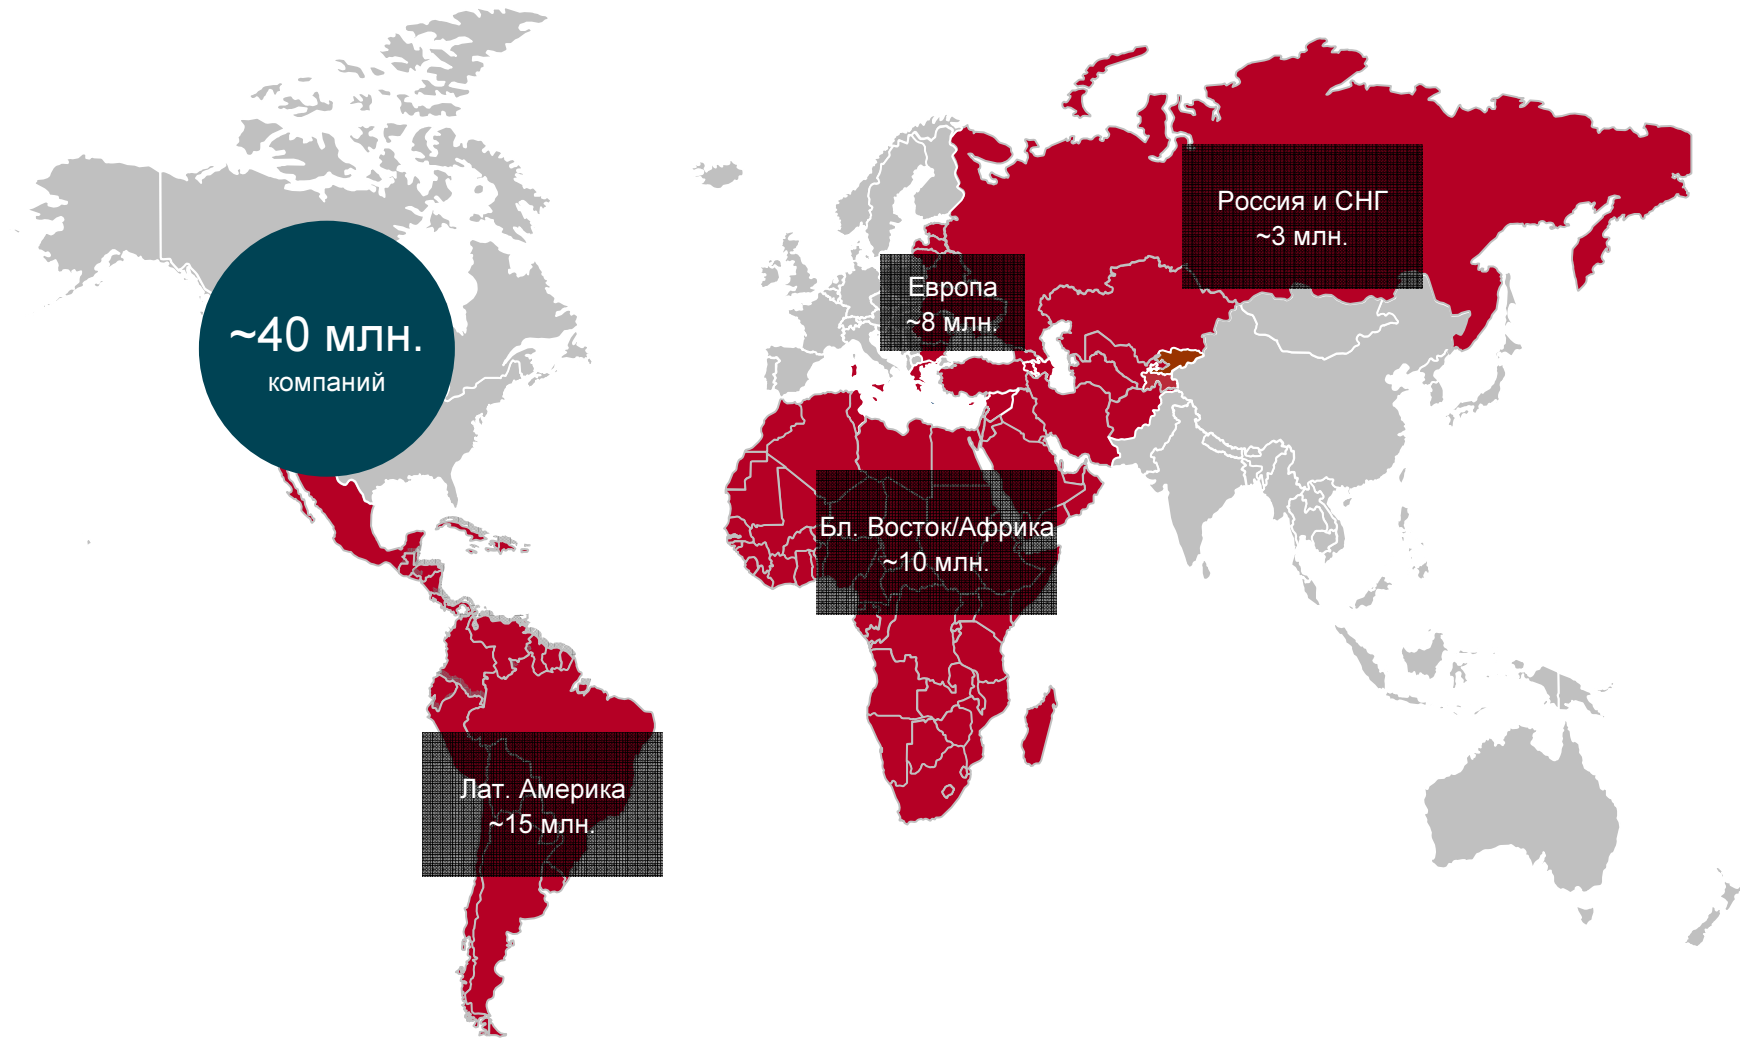 Россия и СНГ
~3 млн.
Европа
~8 млн.
~40 млн.
компаний
Бл. Восток/Африка
~10 млн.
Лат. Америка
~15 млн.